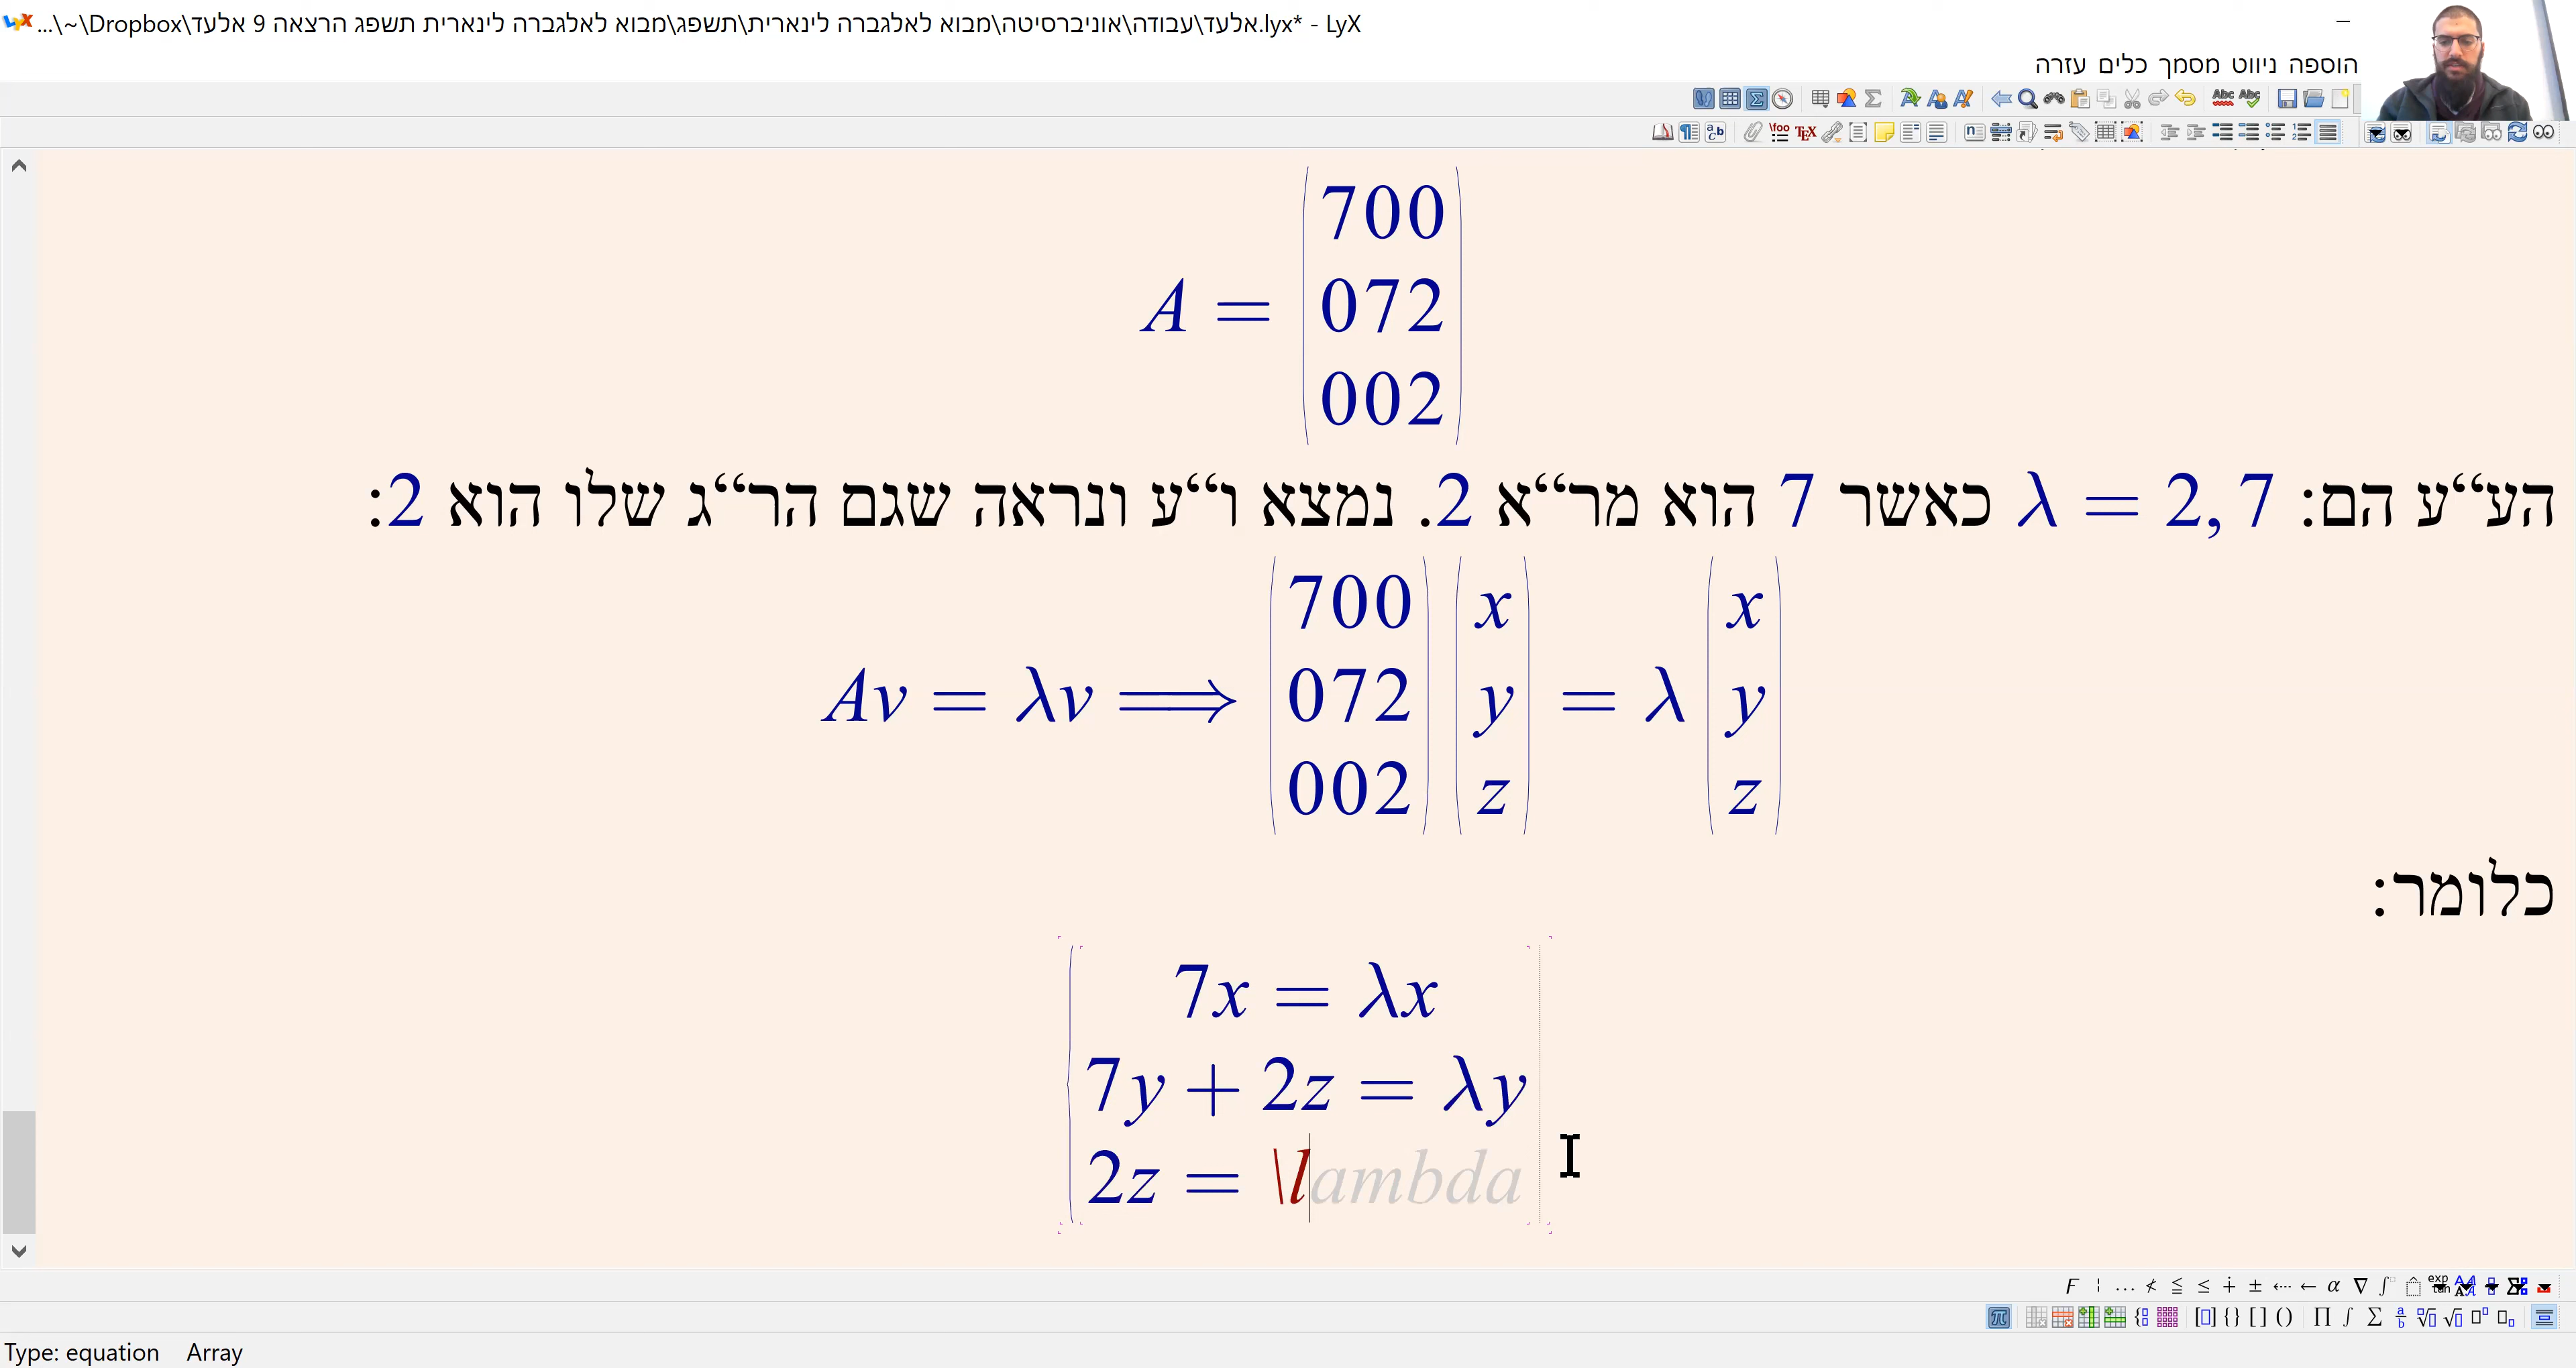 ...\~\Dropbox\אלעד\עבודה\אוניברסיטה\מבוא לאלגברה לינארית\תשפג\מבוא לאלגברה לינארית תשפג הרצאה 9 אלעד.lyx* - LyX
הוספה ניווט מסמך כלים עזרה
A = (700
072
002)
הע“ע הם: λ = 2, 7 כאשר 7 הוא מר“א 2. נמצא ו“ע ונראה שגם הר“ג שלו הוא 2:
Av = λv ⟹ (700
072
002) (x
y
z) = λ (x
y
z)
כלומר:
7x = λx
7y + 2z = λy
2z = \lambda
Type: equation Array